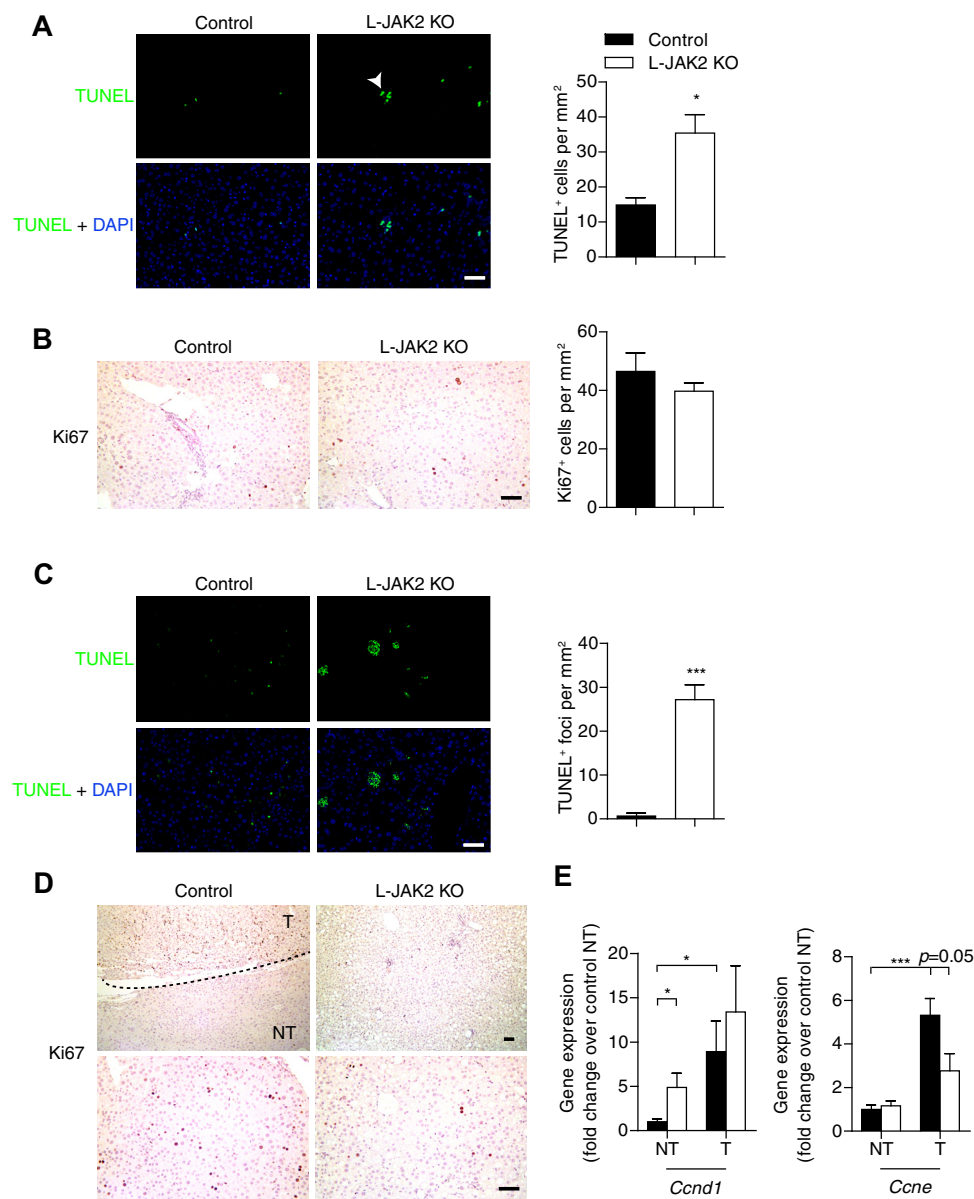 A
Control
L-JAK2 KO
TUNEL
TUNEL + DAPI
Control
L-JAK2 KO
TUNEL⁺ cells per mm²
50
40
30
20
10
0
*
B
Control
L-JAK2 KO
Ki67
Ki67⁺ cells per mm²
60
40
20
0
C
Control
L-JAK2 KO
TUNEL
TUNEL + DAPI
TUNEL⁺ foci per mm²
40
30
20
10
0
***
D
Control
L-JAK2 KO
T
NT
Ki67
E
Gene expression
(fold change over control NT)
20
15
10
5
0
*
*
NT
T
Ccnd1
Gene expression
(fold change over control NT)
8
6
4
2
0
***
p=0.05
NT
T
Ccne